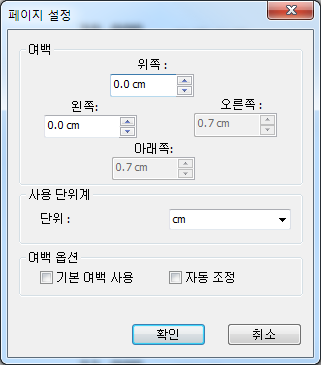 페이지 설정
여백
위쪽 :
0.0 cm
왼쪽: 오른쪽 :
0.0 cm 0.7 cm
아래쪽:
0.7 cm
사용 단위계
단위 : cm
여백 옵션
기본 여백 사용 자동 조정
확인 취소